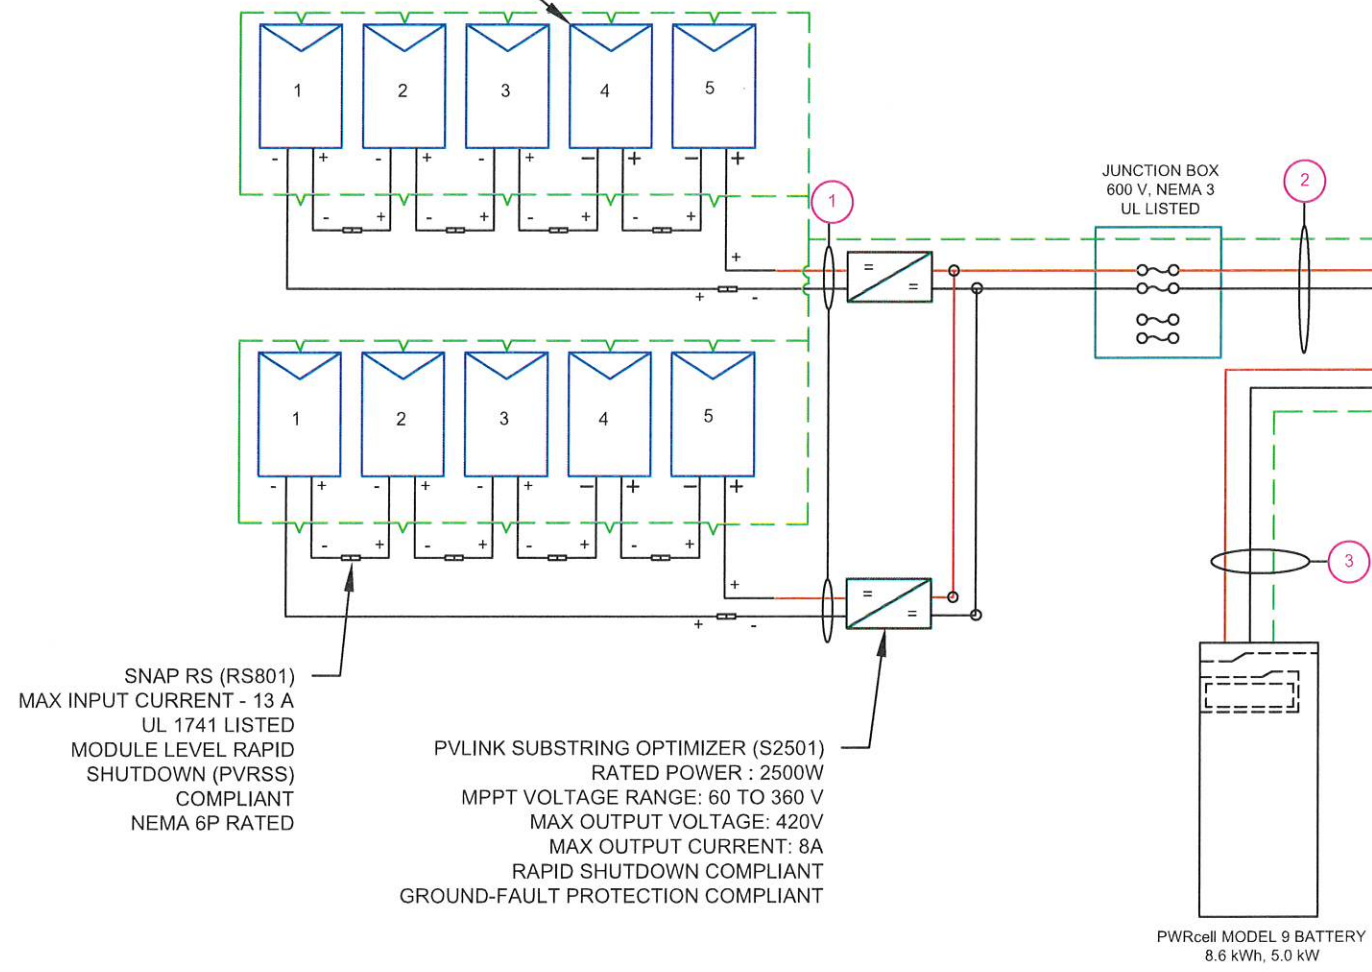 1 2 3 4 5
- + - + - + - + - +
- + - + - + - +
+
+ -
1
=
=
JUNCTION BOX
600 V, NEMA 3
UL LISTED
2
1 2 3 4 5
- + - + - + - + - +
- + - + - + - +
+
+ -
=
=
3
SNAP RS (RS801)
MAX INPUT CURRENT - 13 A
UL 1741 LISTED
MODULE LEVEL RAPID
SHUTDOWN (PVRSS)
COMPLIANT
NEMA 6P RATED
PVLINK SUBSTRING OPTIMIZER (S2501)
RATED POWER : 2500W
MPPT VOLTAGE RANGE: 60 TO 360 V
MAX OUTPUT VOLTAGE: 420V
MAX OUTPUT CURRENT: 8A
RAPID SHUTDOWN COMPLIANT
GROUND-FAULT PROTECTION COMPLIANT
PWRcell MODEL 9 BATTERY
8.6 kWh, 5.0 kW